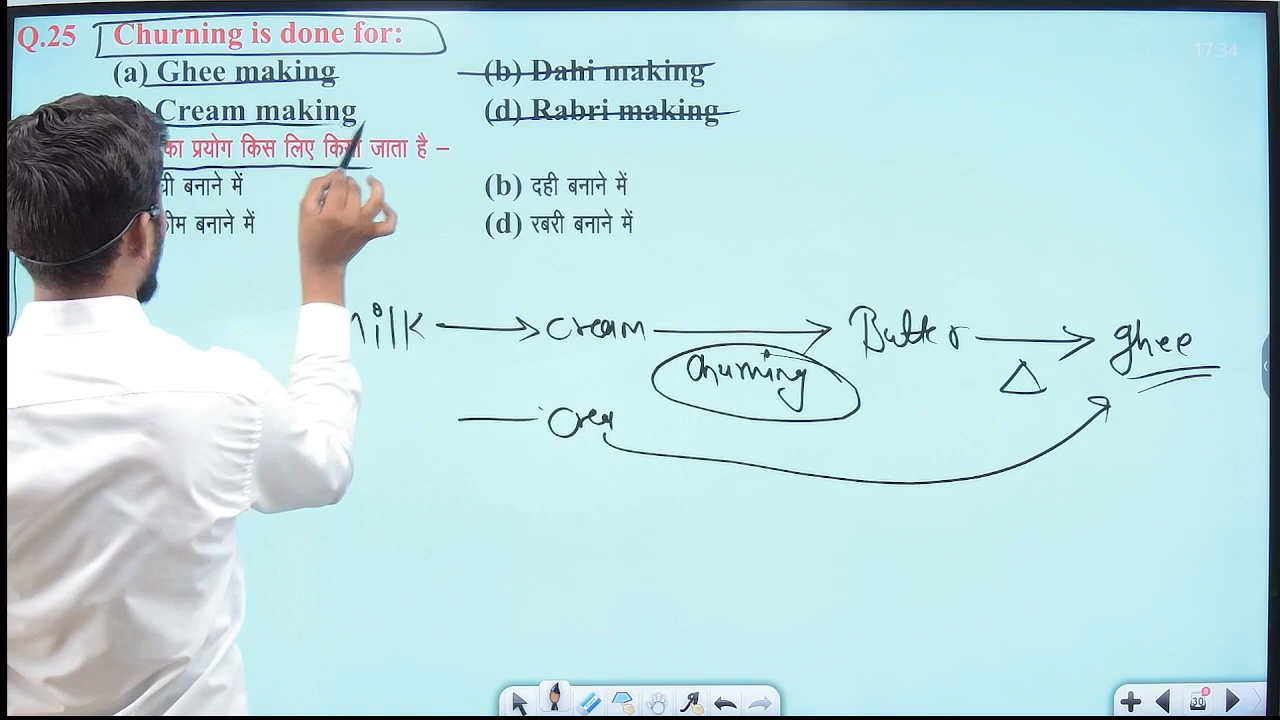 Q.25 Churning is done for:
(a) Ghee making (b) Dahi making
Cream making (d) Rabri making
का प्रयोग किस लिए किया जाता है –
बनाने में (b) दही बनाने में
बनाने में (d) रबरी बनाने में
17:34
Cream Butter ghee
Churning Δ
Crea
30